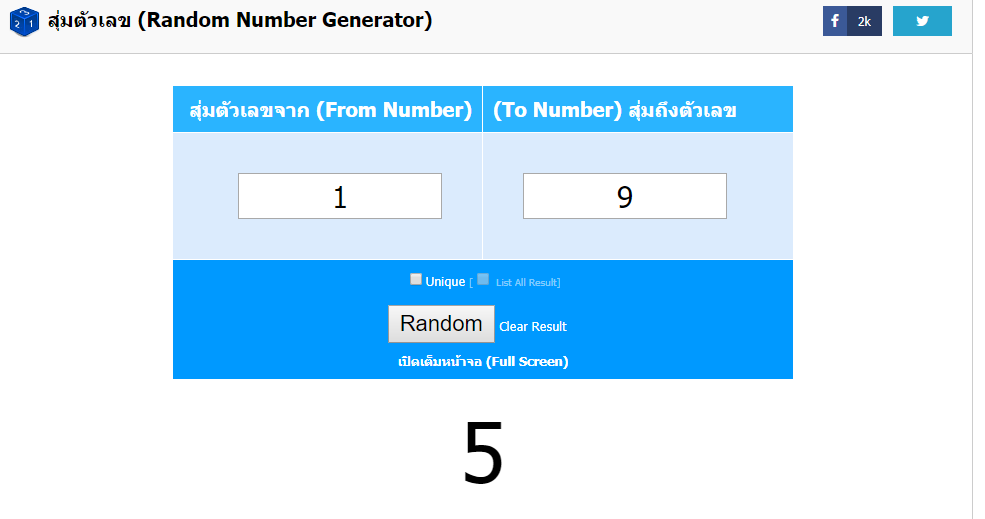 สุ่มตัวเลข (Random Number Generator)
2k
สุ่มตัวเลขจาก (From Number)
(To Number) สุ่มถึงตัวเลข
1
9
Unique [ List All Result]
Random Clear Result
เปิดเต็มหน้าจอ (Full Screen)
5